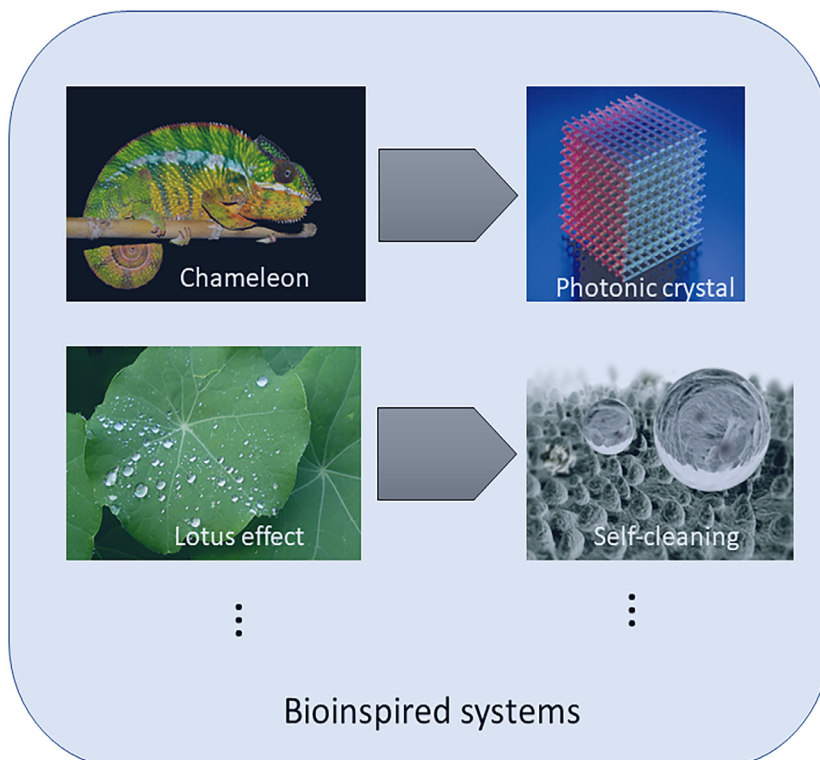 Chameleon
Photonic crystal
Lotus effect
Self-cleaning
Bioinspired systems